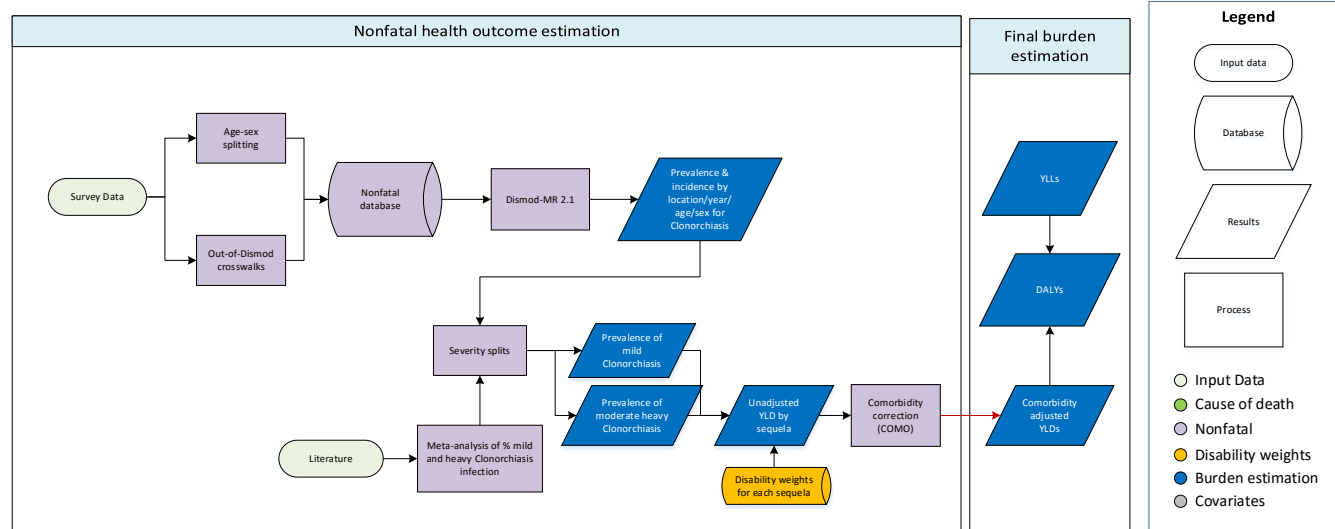 Nonfatal health outcome estimation
Final burden
estimation
Legend
Input data
Database
Results
Process
Input Data
Cause of death
Nonfatal
Disability weights
Burden estimation
Covariates
Survey Data
Age-sex
splitting
Out-of-Dismod
crosswalks
Nonfatal
database
Dismod-MR 2.1
Prevalence &
incidence by
location/year/
age/sex for
Clonorchiasis
Severity splits
Prevalence of
mild
Clonorchiasis
Prevalence of
moderate heavy
Clonorchiasis
Literature
Meta-analysis of % mild
and heavy Clonorchiasis
infection
Unadjusted
YLD by
sequela
Disability weights
for each sequela
Comorbidity
correction
(COMO)
YLLs
DALYs
Comorbidity
adjusted
YLDs